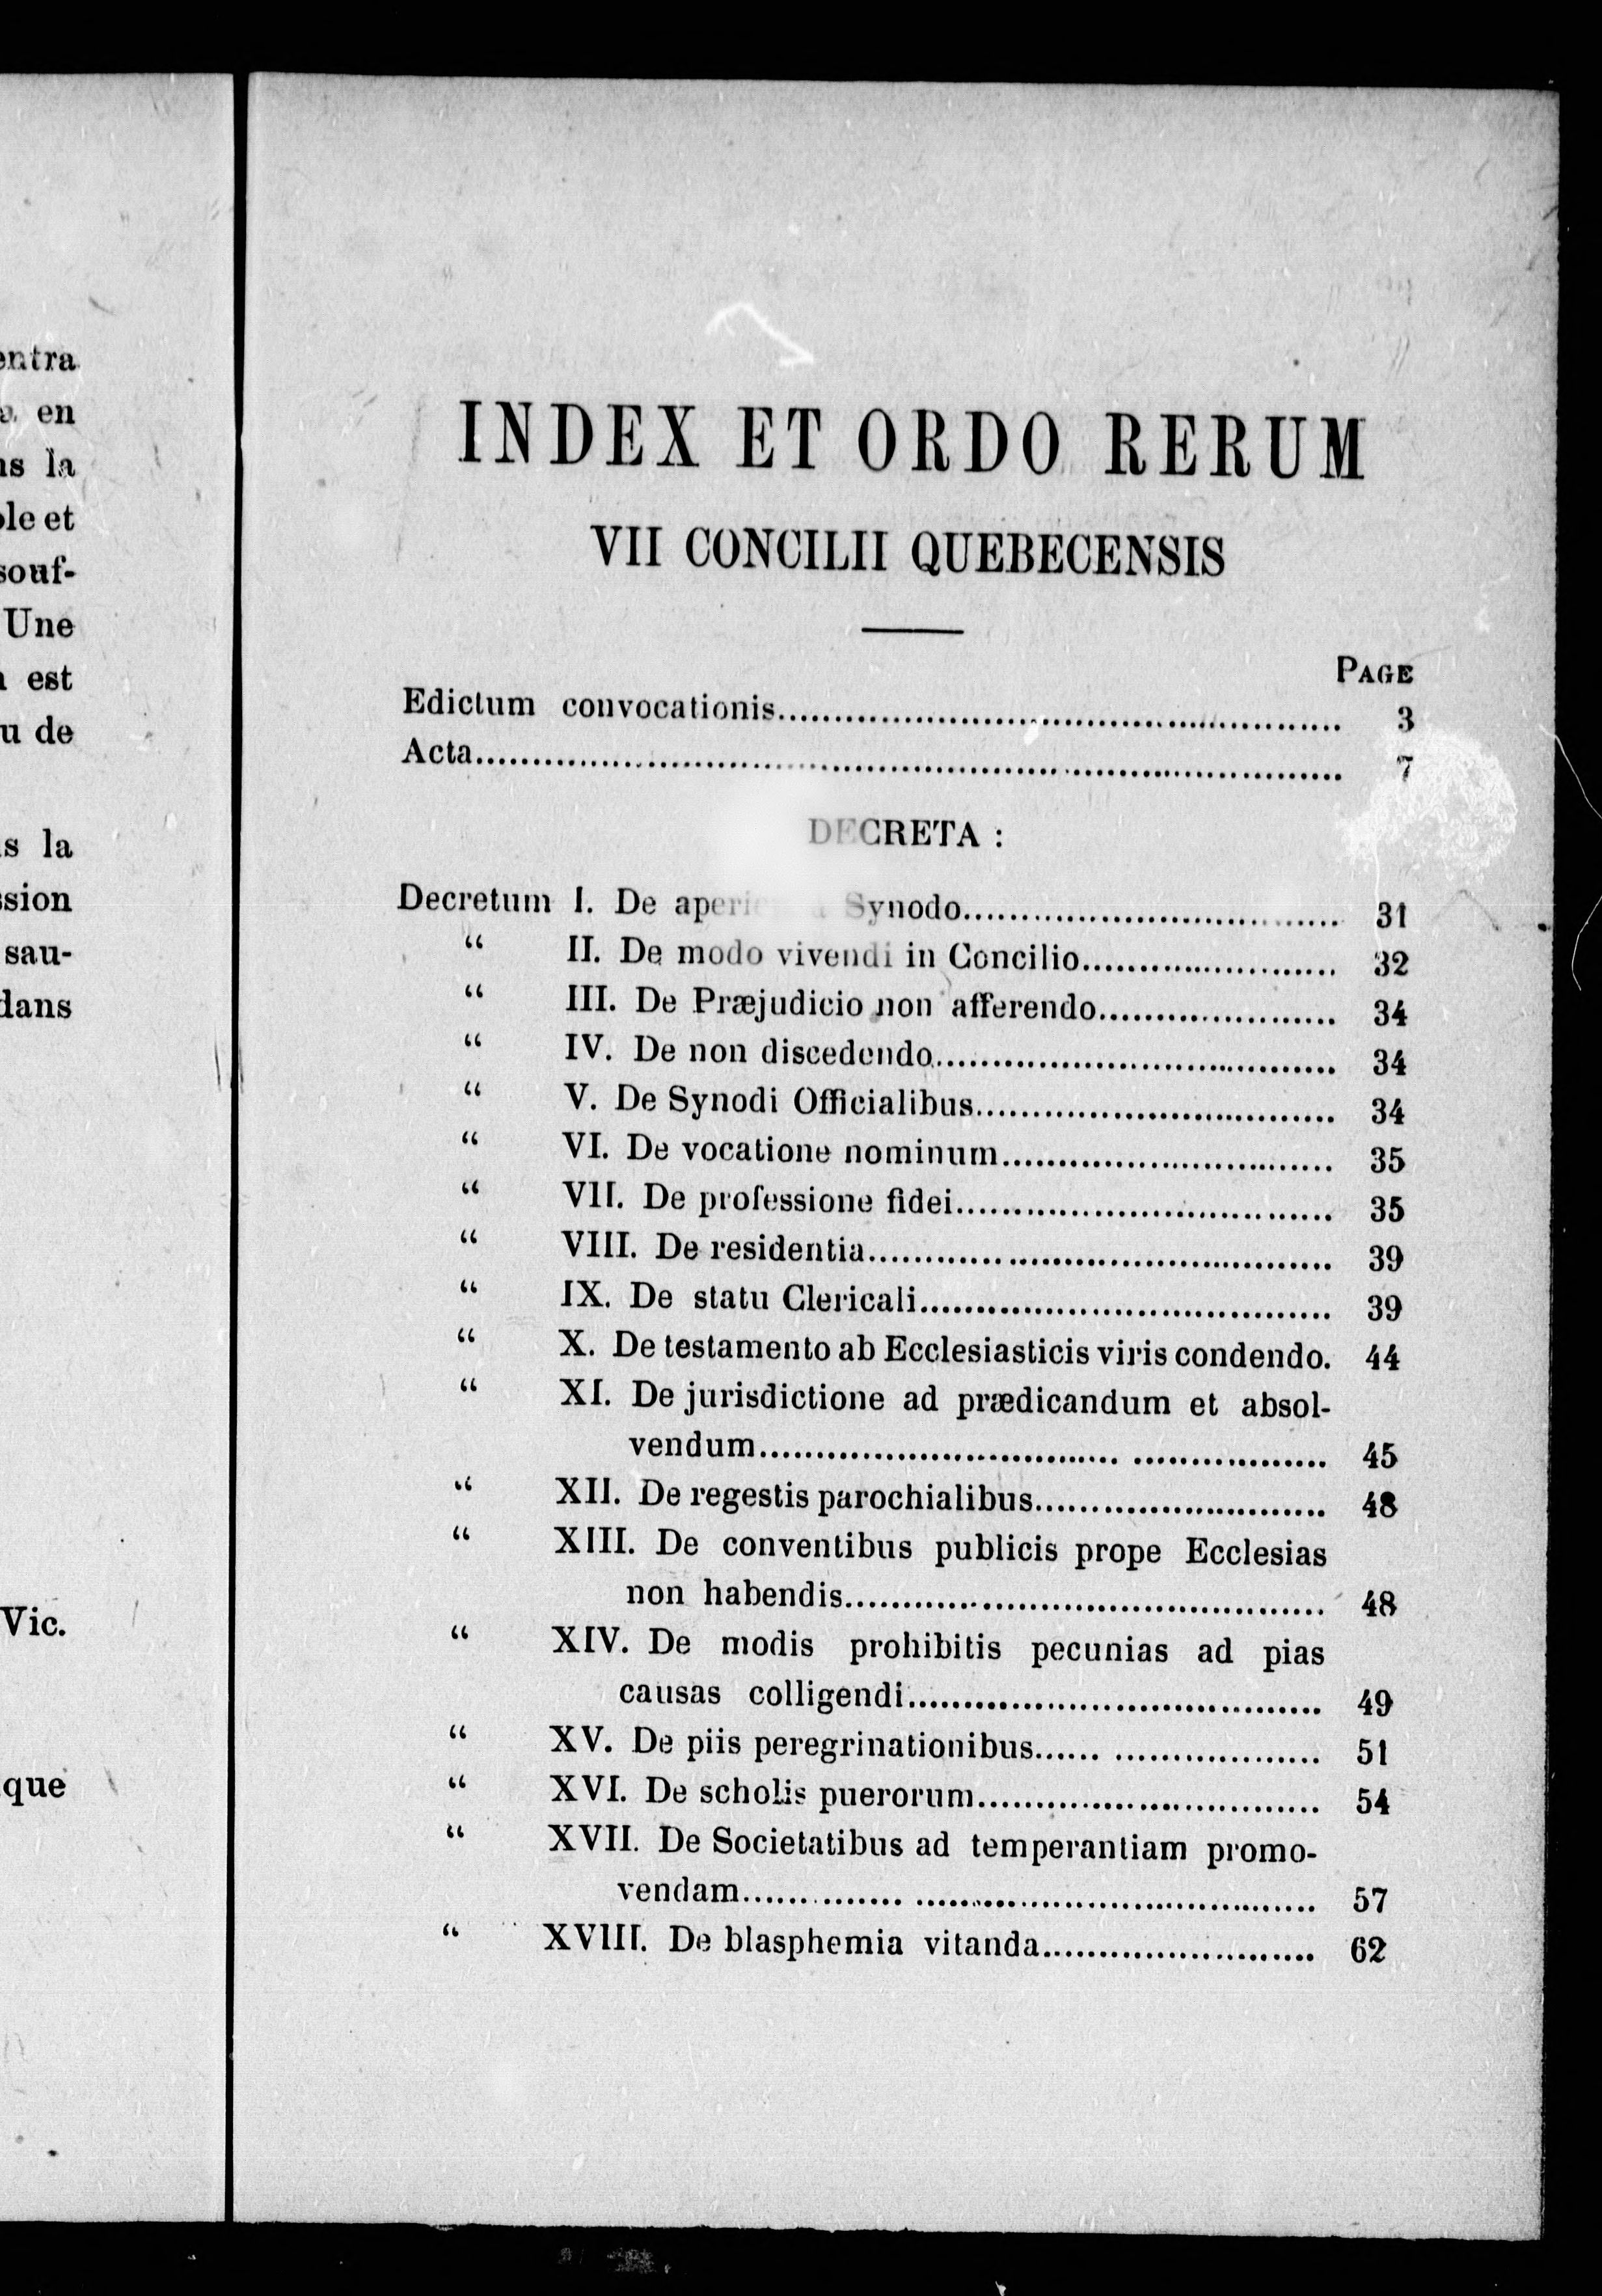 entra
en
la
et
souf-
Une
est
de
la
sau-
dans
Vic.
que
INDEX ET ORDO RERUM
VII CONCILII QUEBECENSIS
PAGE
Edictum convocationis........................................................ 3
Acta........................................................................ 7
DECRETA :
Decretum I. De Synodo.................................. 31
“ II. De modo vivendi in Concilio....................... 32
“ III. De Præjudicio non afferendo..................... 34
“ IV. De non discedendo.................................... 34
“ V. De Synodi Officialibus................................ 34
“ VI. De vocatione nominum.............................. 35
“ VII. De professione fidei.................................. 35
“ VIII. De residentia.......................................... 39
“ IX. De statu Clericali..................................... 39
“ X. De testamento ab Ecclesiasticis viris condendo. 44
“ XI. De jurisdictione ad prædicandum et absol-
vendum.................................................. 45
“ XII. De regestis parochialibus.......................... 48
“ XIII. De conventibus publicis prope Ecclesias
non habendis........................................... 48
“ XIV. De modis prohibitis pecunias ad pias
causas colligendi..................................... 49
“ XV. De piis peregrinationibus........................ 51
“ XVI. De scholis puerorum............................... 54
“ XVII. De Societatibus ad temperantiam promo-
vendam.................................................. 57
“ XVIII. De blasphemia vitanda........................ 62